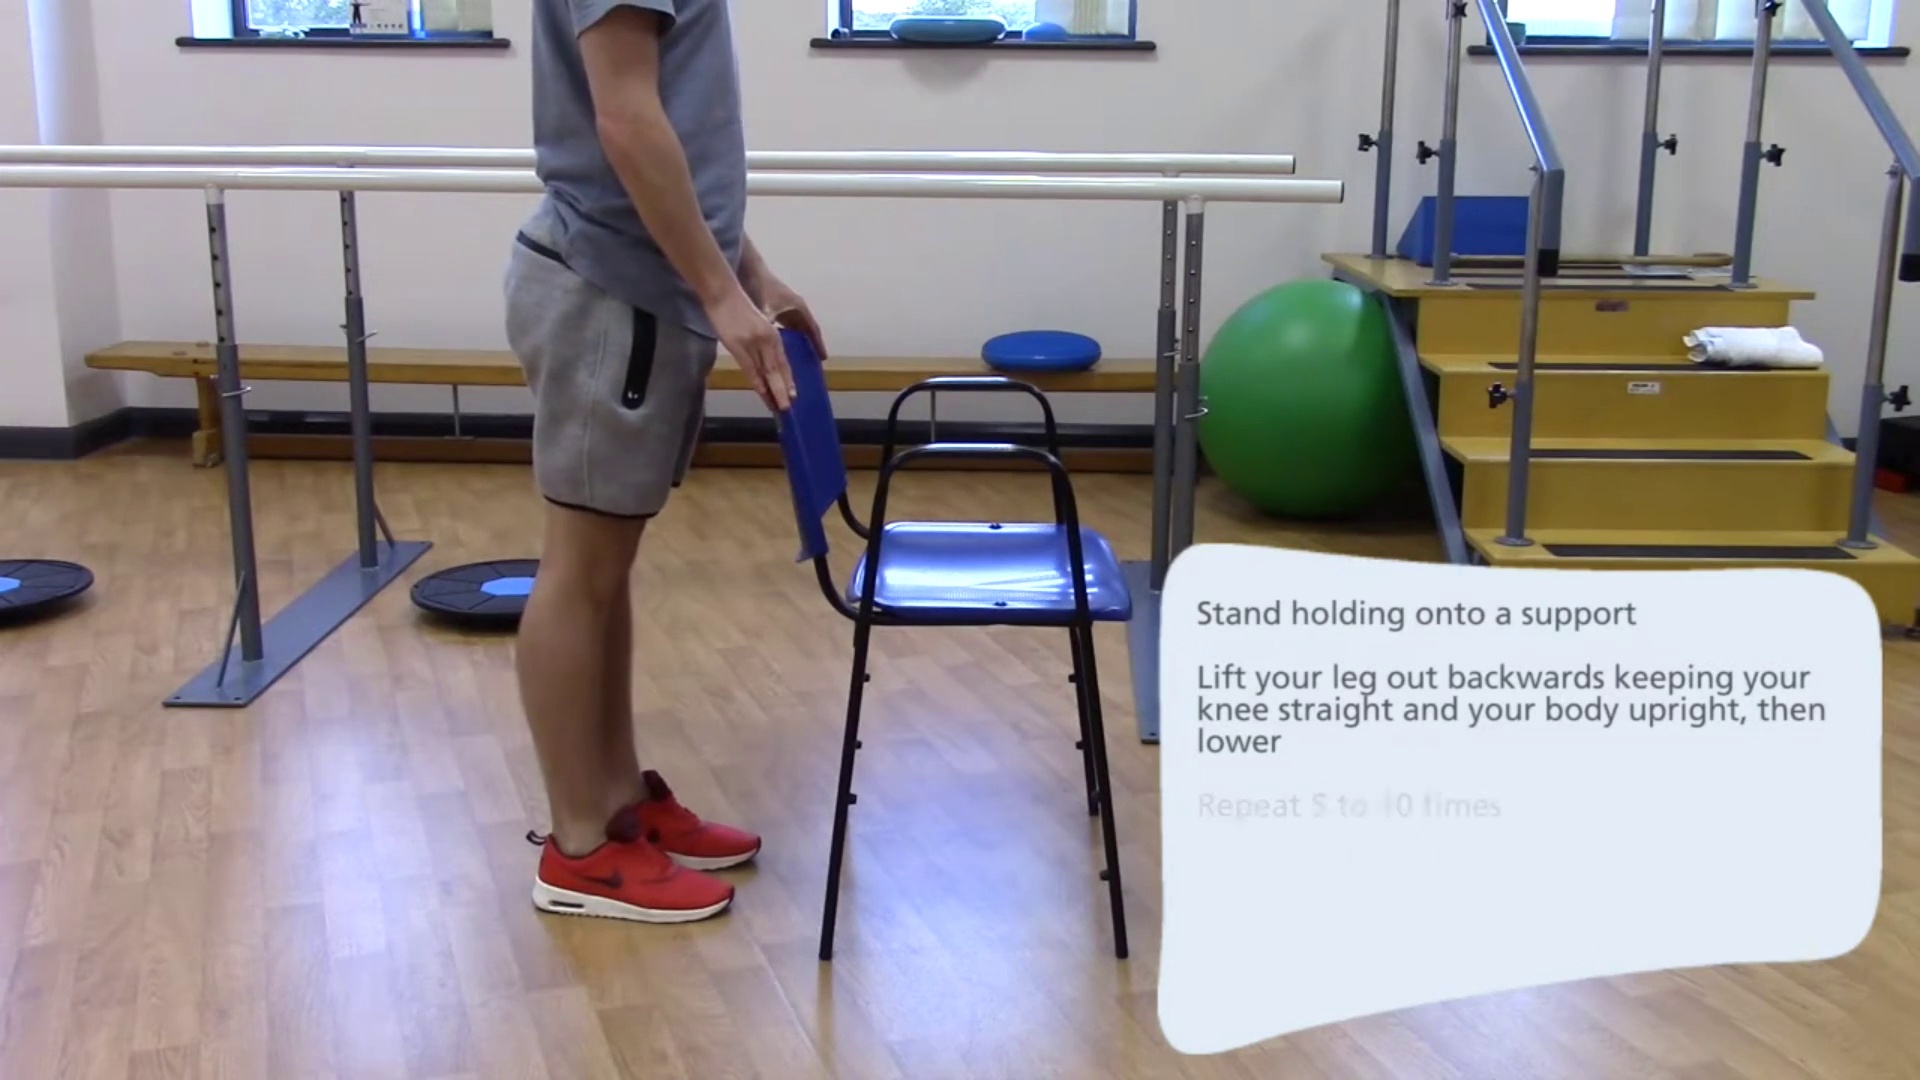 Stand holding onto a support
Lift your leg out backwards keeping your
knee straight and your body upright, then
lower
Repeat 5 to 10 times